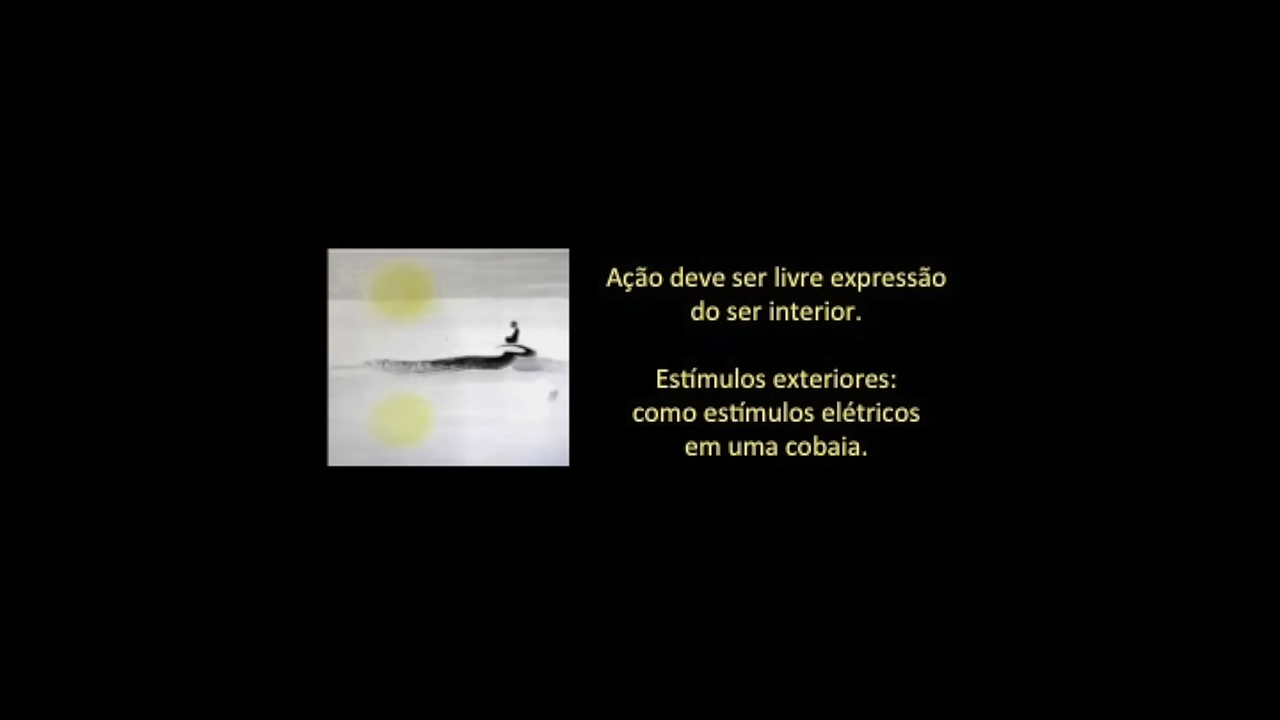 Ação deve ser livre expressão
do ser interior.
Estímulos exteriores:
como estímulos elétricos
em uma cobaia.